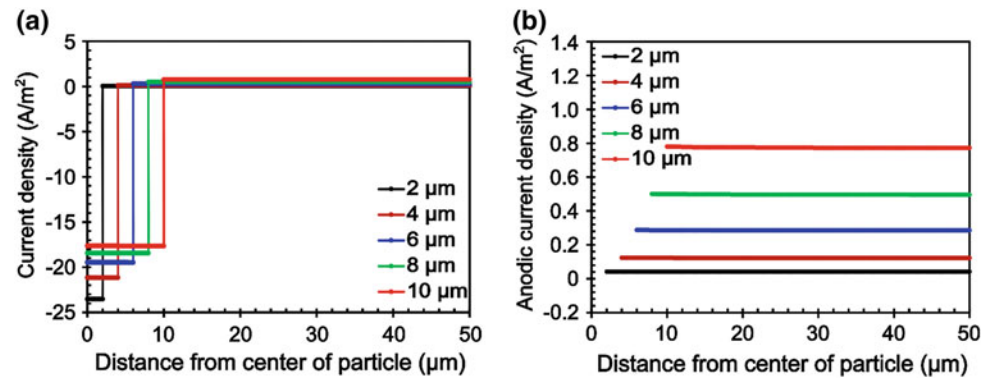 (a)
Current density (A/m²)
5
0
-5
-10
-15
-20
-25
2 μm
4 μm
6 μm
8 μm
10 μm
0 10 20 30 40 50
Distance from center of particle (μm)
(b)
Anodic current density (A/m²)
1.4
1.2
1.0
0.8
0.6
0.4
0.2
0
-0.2
2 μm
4 μm
6 μm
8 μm
10 μm
0 10 20 30 40 50
Distance from center of particle (μm)